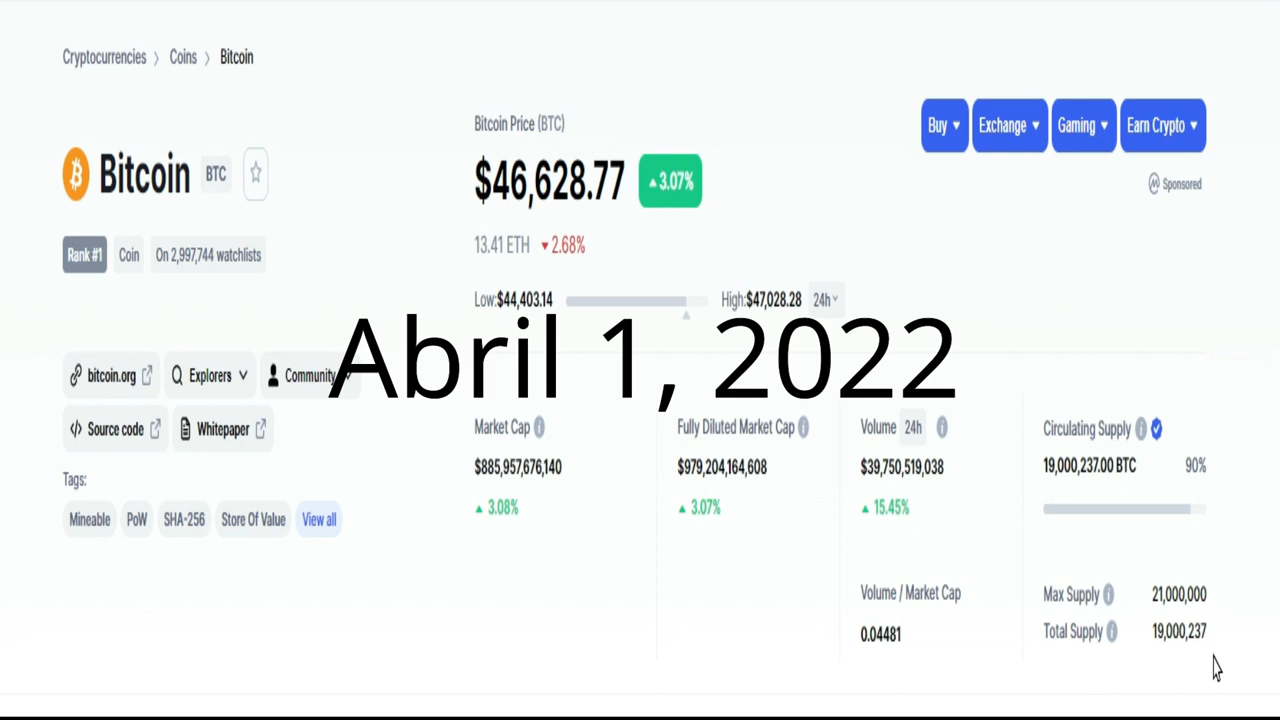 Cryptocurrencies > Coins > Bitcoin
Bitcoin Price (BTC)
Buy Exchange Gaming Earn Crypto
Bitcoin BTC
$46,628.77 3.07%
Sponsored
13.41 ETH 2.68%
Rank #1 Coin On 2,997,744 watchlists
Low:$44,403.14 High:$47,028.28 24h
Abril 1, 2022
bitcoin.org Explorers Community
Source code Whitepaper
Market Cap Fully Diluted Market Cap Volume 24h Circulating Supply
$885,957,676,140 $979,204,164,608 $39,750,519,038 19,000,237.00 BTC 90%
Tags:
3.08% 3.07% 15.45%
Mineable PoW SHA-256 Store Of Value View all
Volume / Market Cap Max Supply 21,000,000
0.04481 Total Supply 19,000,237